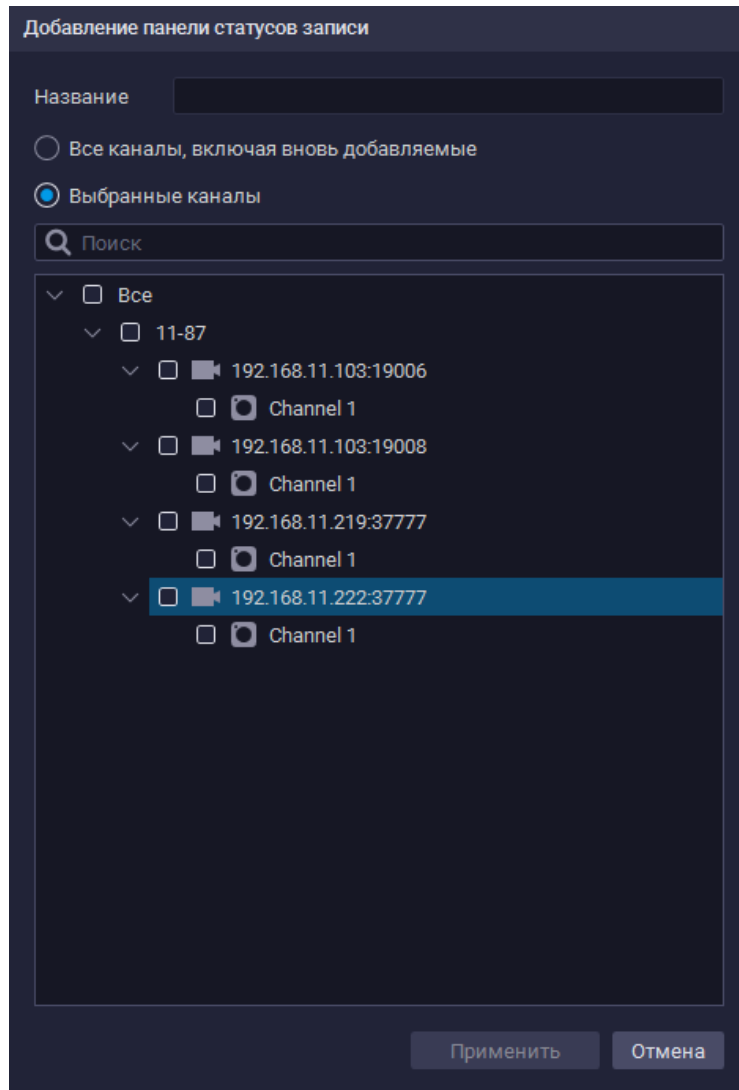 Добавление панели статусов записи
Название
Все каналы, включая вновь добавляемые
Выбранные каналы
Поиск
Все
11-87
192.168.11.103:19006
Channel 1
192.168.11.103:19008
Channel 1
192.168.11.219:37777
Channel 1
192.168.11.222:37777
Channel 1
Применить Отмена